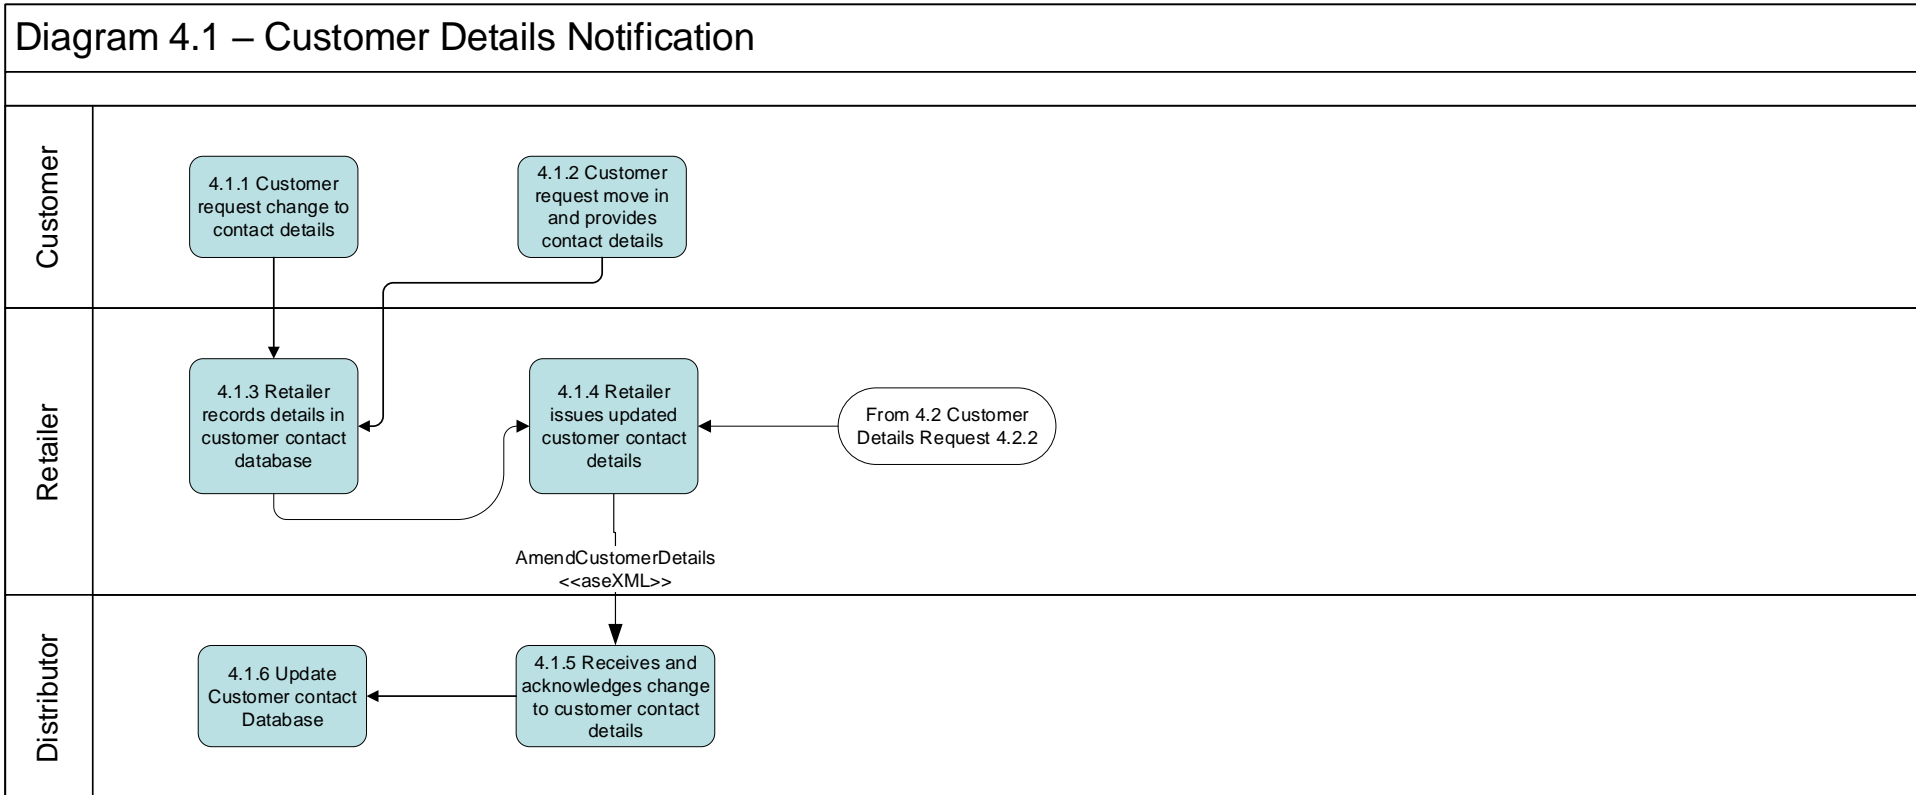 Diagram 4.1 – Customer Details Notification
Customer
4.1.1 Customer
request change to
contact details
4.1.2 Customer
request move in
and provides
contact details
Retailer
4.1.3 Retailer
records details in
customer contact
database
4.1.4 Retailer
issues updated
customer contact
details
From 4.2 Customer
Details Request 4.2.2
AmendCustomerDetails
<<aseXML>>
Distributor
4.1.6 Update
Customer contact
Database
4.1.5 Receives and
acknowledges change
to customer contact
details